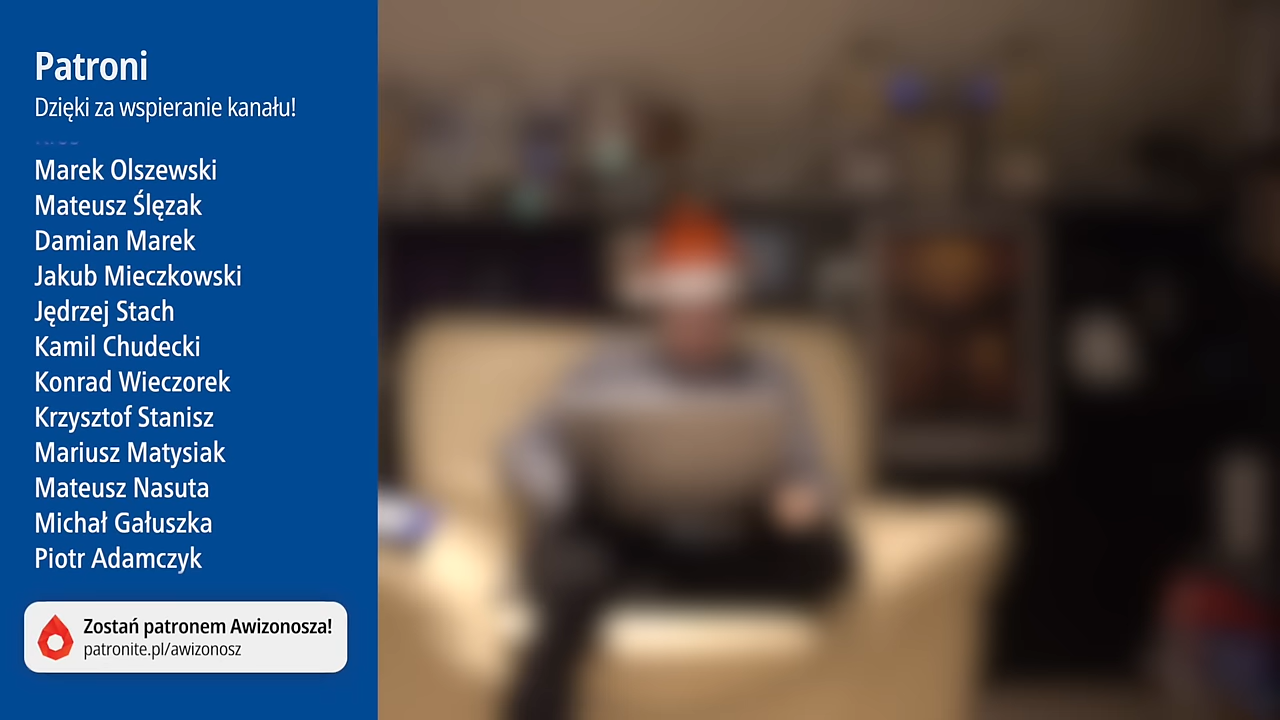 Patroni
Dzięki za wspieranie kanału!
Marek Olszewski
Mateusz Ślęzak
Damian Marek
Jakub Mieczkowski
Jędrzej Stach
Kamil Chudecki
Konrad Wieczorek
Krzysztof Stanisz
Mariusz Matysiak
Mateusz Nasuta
Michał Gałuszka
Piotr Adamczyk
Zostań patronem Awizonosza!
patronite.pl/awizonosz